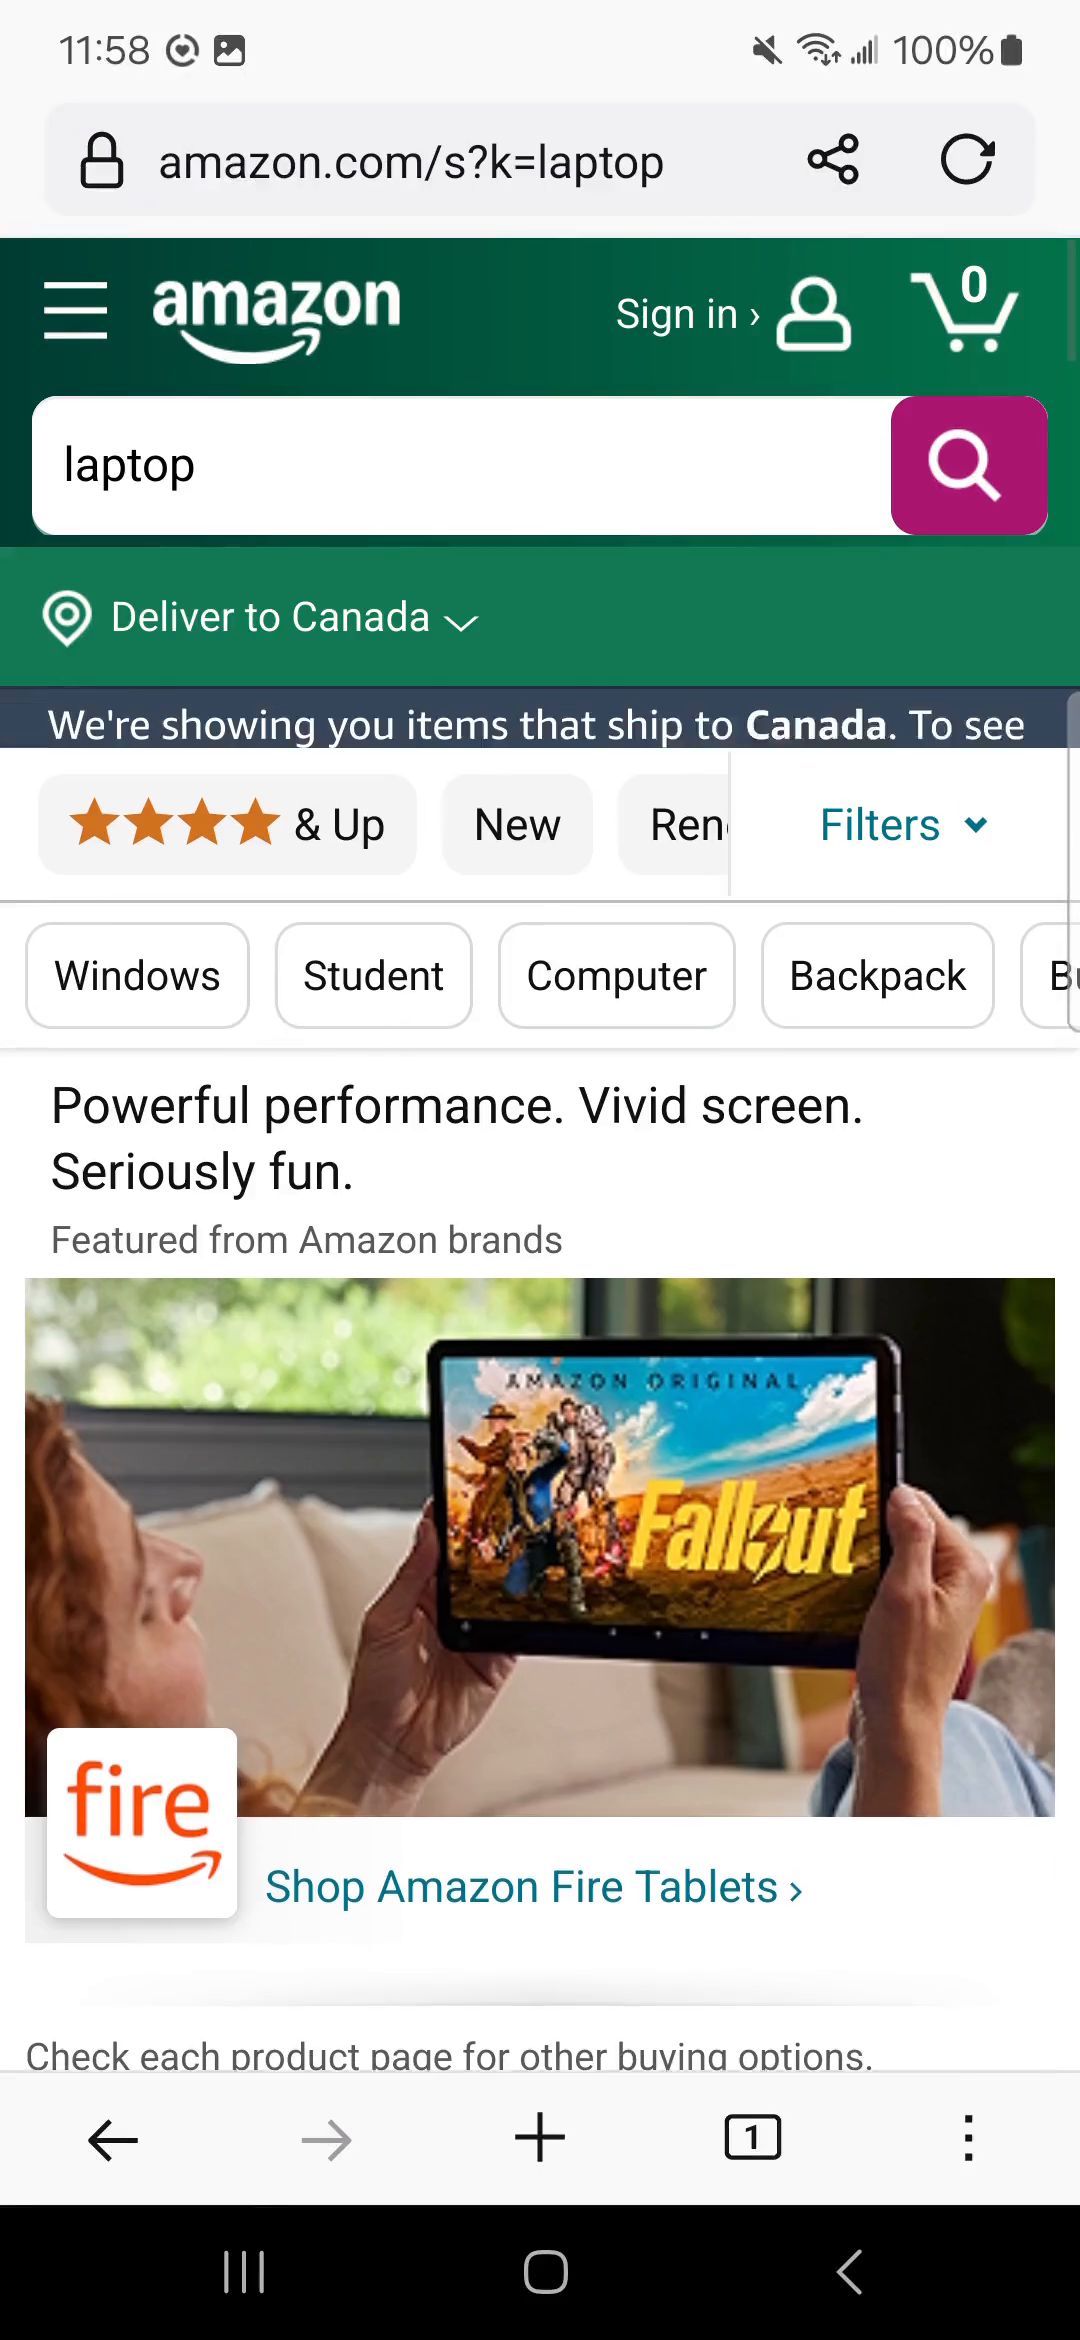 11:58
100%
amazon.com/s?k=laptop
amazon
Sign in ›
0
laptop
Deliver to Canada
We're showing you items that ship to Canada. To see
& Up
New
Ren
Filters
Windows
Student
Computer
Backpack
Bu
Powerful performance. Vivid screen.
Seriously fun.
Featured from Amazon brands
AMAZON ORIGINAL
Fallout
fire
Shop Amazon Fire Tablets ›
Check each product page for other buying options.
1